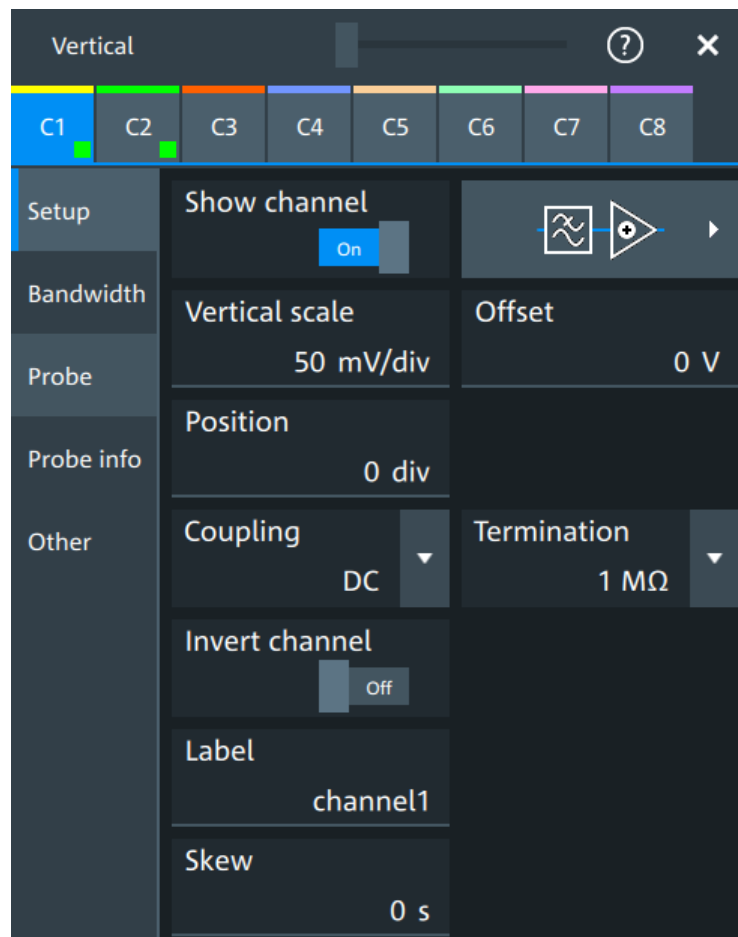 Vertical
?
C1 C2 C3 C4 C5 C6 C7 C8
Setup
Bandwidth
Probe
Probe info
Other
Show channel
On
Vertical scale
50 mV/div
Offset
0 V
Position
0 div
Coupling
DC
Termination
1 MΩ
Invert channel
Off
Label
channel1
Skew
0 s